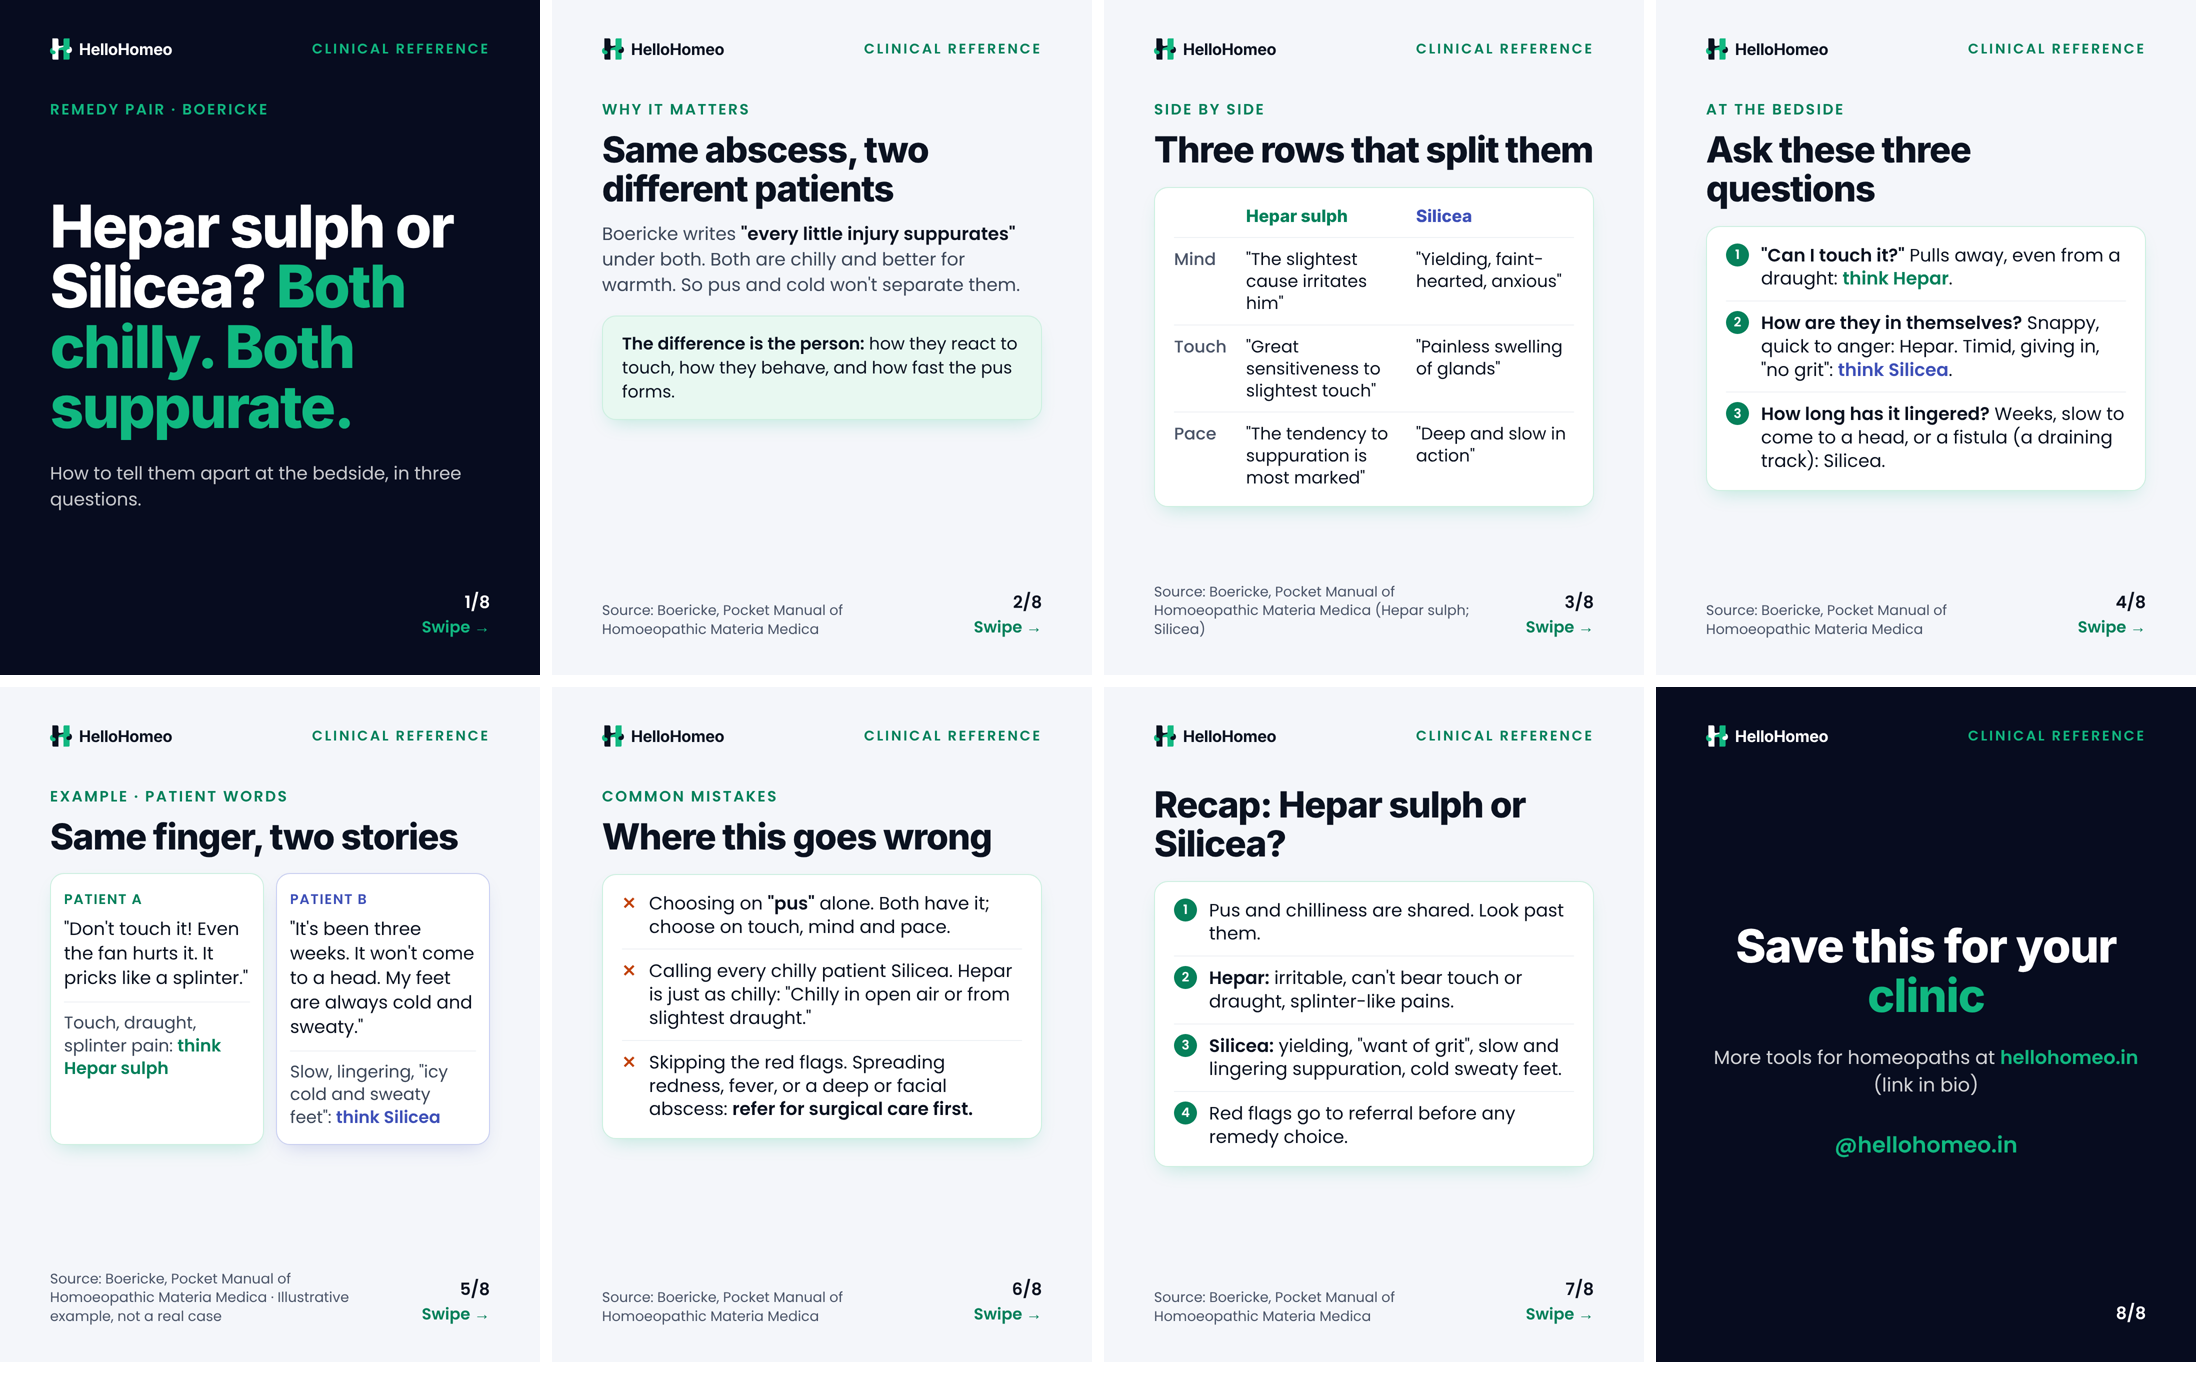 HelloHomeo
CLINICAL REFERENCE
REMEDY PAIR · BOERICKE
Hepar sulph or
Silicea? Both
chilly. Both
suppurate.
How to tell them apart at the bedside, in three
questions.
1/8
Swipe →
HelloHomeo
CLINICAL REFERENCE
WHY IT MATTERS
Same abscess, two
different patients
Boericke writes "every little injury suppurates"
under both. Both are chilly and better for
warmth. So pus and cold won't separate them.
The difference is the person: how they react to
touch, how they behave, and how fast the pus
forms.
Source: Boericke, Pocket Manual of
Homoeopathic Materia Medica
2/8
Swipe →
HelloHomeo
CLINICAL REFERENCE
SIDE BY SIDE
Three rows that split them
Hepar sulph
Silicea
Mind
"The slightest
cause irritates
him"
"Yielding, faint-
hearted, anxious"
Touch
"Great
sensitiveness to
slightest touch"
"Painless swelling
of glands"
Pace
"The tendency to
suppuration is
most marked"
"Deep and slow in
action"
Source: Boericke, Pocket Manual of
Homoeopathic Materia Medica (Hepar sulph;
Silicea)
3/8
Swipe →
HelloHomeo
CLINICAL REFERENCE
AT THE BEDSIDE
Ask these three
questions
1 "Can I touch it?" Pulls away, even from a
draught: think Hepar.
2 How are they in themselves? Snappy,
quick to anger: Hepar. Timid, giving in,
"no grit": think Silicea.
3 How long has it lingered? Weeks, slow to
come to a head, or a fistula (a draining
track): Silicea.
Source: Boericke, Pocket Manual of
Homoeopathic Materia Medica
4/8
Swipe →
HelloHomeo
CLINICAL REFERENCE
EXAMPLE · PATIENT WORDS
Same finger, two stories
PATIENT A
"Don't touch it! Even
the fan hurts it. It
pricks like a splinter."
Touch, draught,
splinter pain: think
Hepar sulph
PATIENT B
"It's been three
weeks. It won't come
to a head. My feet
are always cold and
sweaty."
Slow, lingering, "icy
cold and sweaty
feet": think Silicea
Source: Boericke, Pocket Manual of
Homoeopathic Materia Medica · Illustrative
example, not a real case
5/8
Swipe →
HelloHomeo
CLINICAL REFERENCE
COMMON MISTAKES
Where this goes wrong
× Choosing on "pus" alone. Both have it;
choose on touch, mind and pace.
× Calling every chilly patient Silicea. Hepar
is just as chilly: "Chilly in open air or from
slightest draught."
× Skipping the red flags. Spreading
redness, fever, or a deep or facial
abscess: refer for surgical care first.
Source: Boericke, Pocket Manual of
Homoeopathic Materia Medica
6/8
Swipe →
HelloHomeo
CLINICAL REFERENCE
Recap: Hepar sulph or
Silicea?
1 Pus and chilliness are shared. Look past
them.
2 Hepar: irritable, can't bear touch or
draught, splinter-like pains.
3 Silicea: yielding, "want of grit", slow and
lingering suppuration, cold sweaty feet.
4 Red flags go to referral before any
remedy choice.
Source: Boericke, Pocket Manual of
Homoeopathic Materia Medica
7/8
Swipe →
HelloHomeo
CLINICAL REFERENCE
Save this for your
clinic
More tools for homeopaths at hellohomeo.in
(link in bio)
@hellohomeo.in
8/8